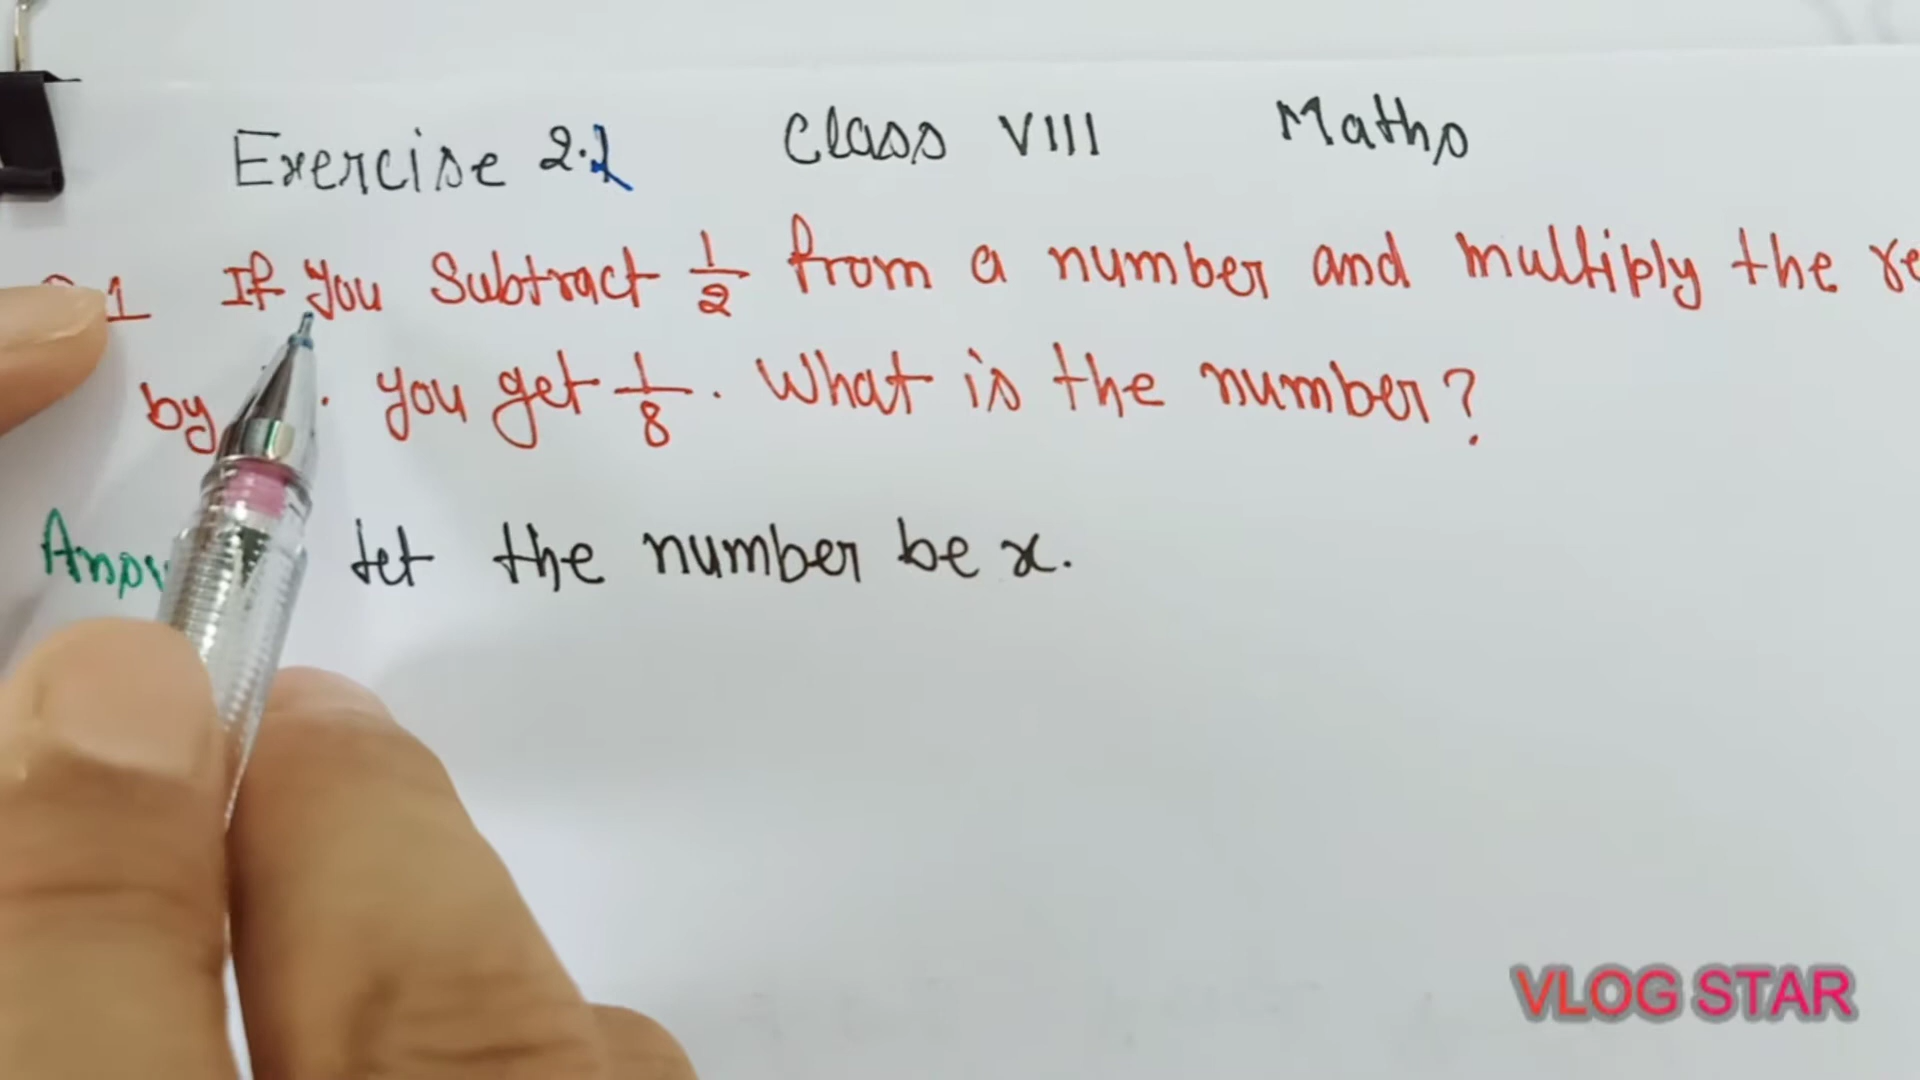 Exercise 2.2 Class VIII Maths
1 If you subtract 1/2 from a number and multiply the
by you get 1/8. What is the number?
let the number be x.
VLOG STAR